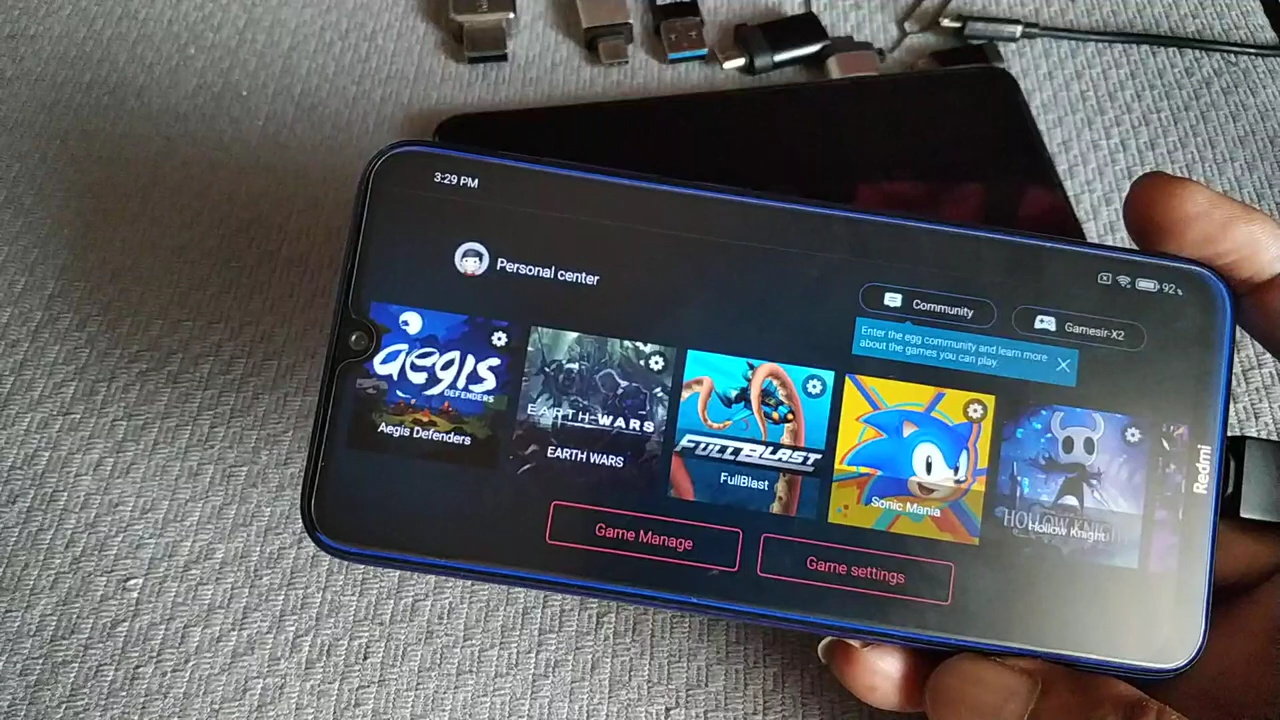 3:29 PM
92%
Personal center
Community
Gamesir-X2
Enter the egg community and learn more
about the games you can play.
aegis
DEFENDERS
Aegis Defenders
EARTH WARS
EARTH WARS
FULLBLAST
FullBlast
Sonic Mania
HOLLOW KNIGHT
Hollow Knight
Game Manage
Game settings
Redmi